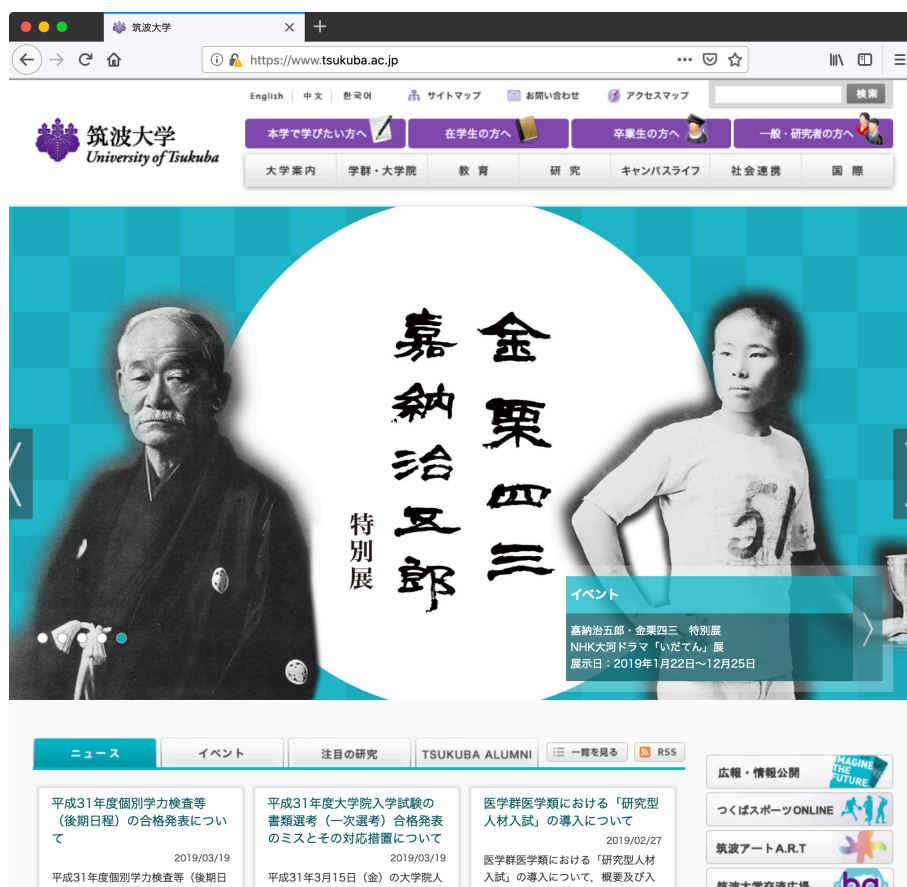 筑波大学
https://www.tsukuba.ac.jp
English 中文 한국어 サイトマップ お問い合わせ アクセスマップ 検索
筑波大学
University of Tsukuba
本学で学びたい方へ 在学生の方へ 卒業生の方へ 一般・研究者の方へ
大学案内 学群・大学院 教育 研究 キャンパスライフ 社会連携 国際
金栗四三
嘉納治五郎
特別展
51
イベント
嘉納治五郎・金栗四三 特別展
NHK大河ドラマ「いだてん」展
展示日：2019年1月22日～12月25日
ニュース イベント 注目の研究 TSUKUBA ALUMNI 一覧を見る RSS
平成31年度個別学力検査等
（後期日程）の合格発表につい
て
2019/03/19
平成31年度個別学力検査等（後期日
平成31年度大学院入学試験の
書類選考（一次選考）合格発表
のミスとその対応措置について
2019/03/19
平成31年3月15日（金）の大学院入
医学群医学類における「研究型
人材入試」の導入について
2019/02/27
医学群医学類における「研究型人材
入試」の導入について，概要及び入
広報・情報公開
IMAGINE
THE
FUTURE.
つくばスポーツONLINE
筑波アートA.R.T
筑波大学交流広場